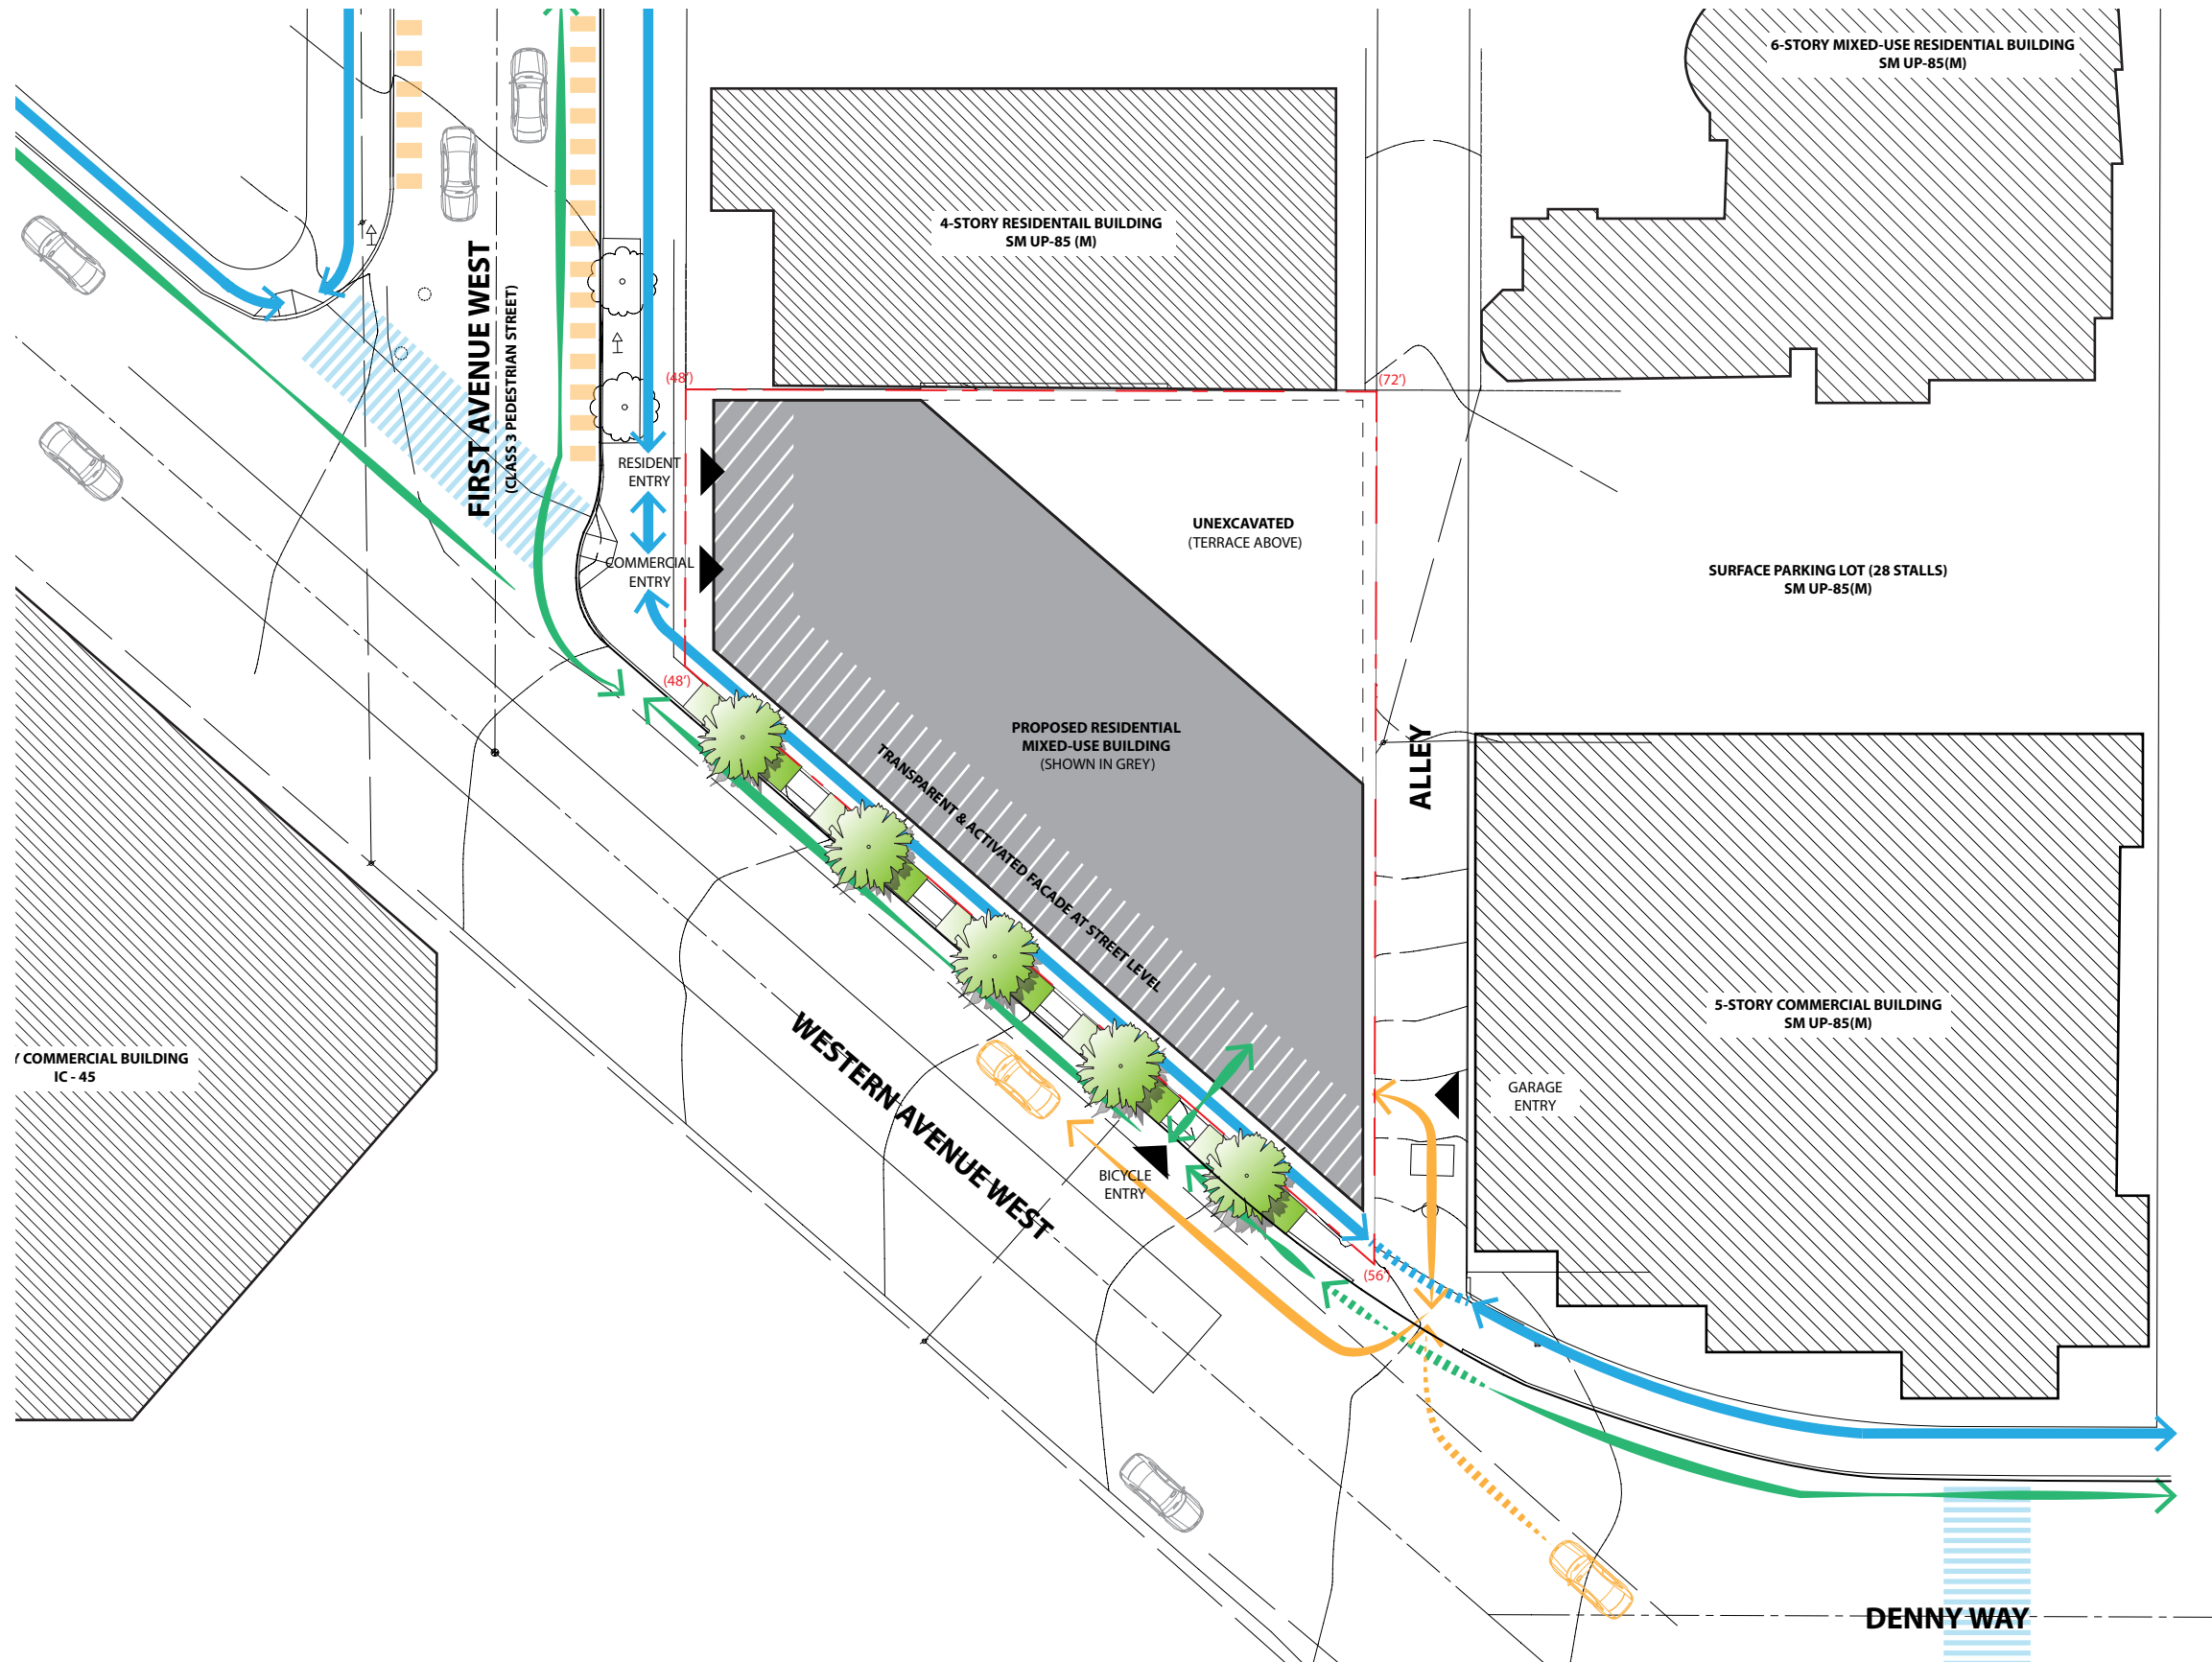 6-STORY MIXED-USE RESIDENTIAL BUILDING
SM UP-85(M)
4-STORY RESIDENTAIL BUILDING
SM UP-85 (M)
FIRST AVENUE WEST
(CLASS 3 PEDESTRIAN STREET)
(48')
(72')
RESIDENT
ENTRY
COMMERCIAL
ENTRY
UNEXCAVATED
(TERRACE ABOVE)
SURFACE PARKING LOT (28 STALLS)
SM UP-85(M)
(48')
PROPOSED RESIDENTIAL
MIXED-USE BUILDING
(SHOWN IN GREY)
TRANSPARENT & ACTIVATED FACADE AT STREET LEVEL
ALLEY
5-STORY COMMERCIAL BUILDING
SM UP-85(M)
Y COMMERCIAL BUILDING
IC - 45
WESTERN AVENUE WEST
GARAGE
ENTRY
BICYCLE
ENTRY
(56')
DENNY WAY